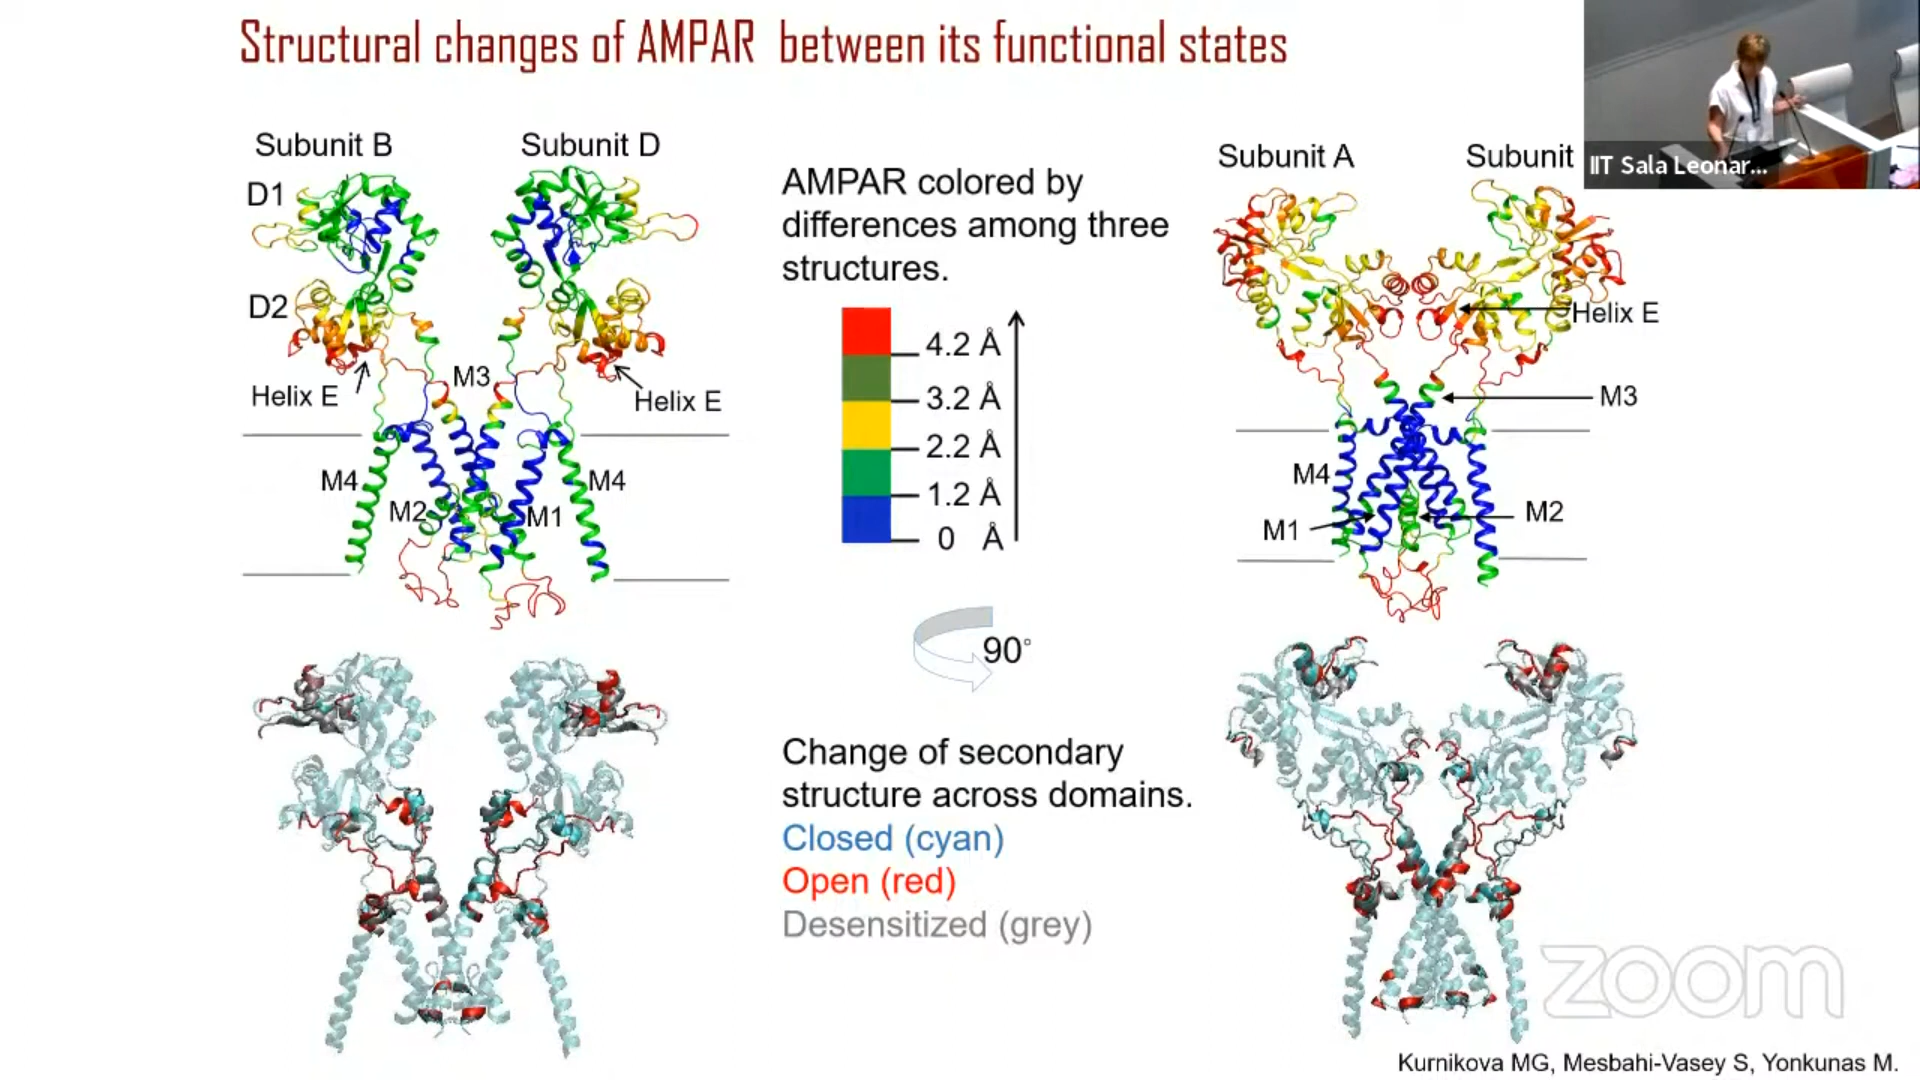 Structural changes of AMPAR between its functional states
Subunit B
Subunit D
D1
D2
Helix E
M3
Helix E
M4
M2
M1
M4
AMPAR colored by
differences among three
structures.
4.2 Å
3.2 Å
2.2 Å
1.2 Å
0 Å
90°
Change of secondary
structure across domains.
Closed (cyan)
Open (red)
Desensitized (grey)
Subunit A
Subunit
IIT Sala Leonar...
Helix E
M3
M4
M1
M2
zoom
Kurnikova MG, Mesbahi-Vasey S, Yonkunas M.